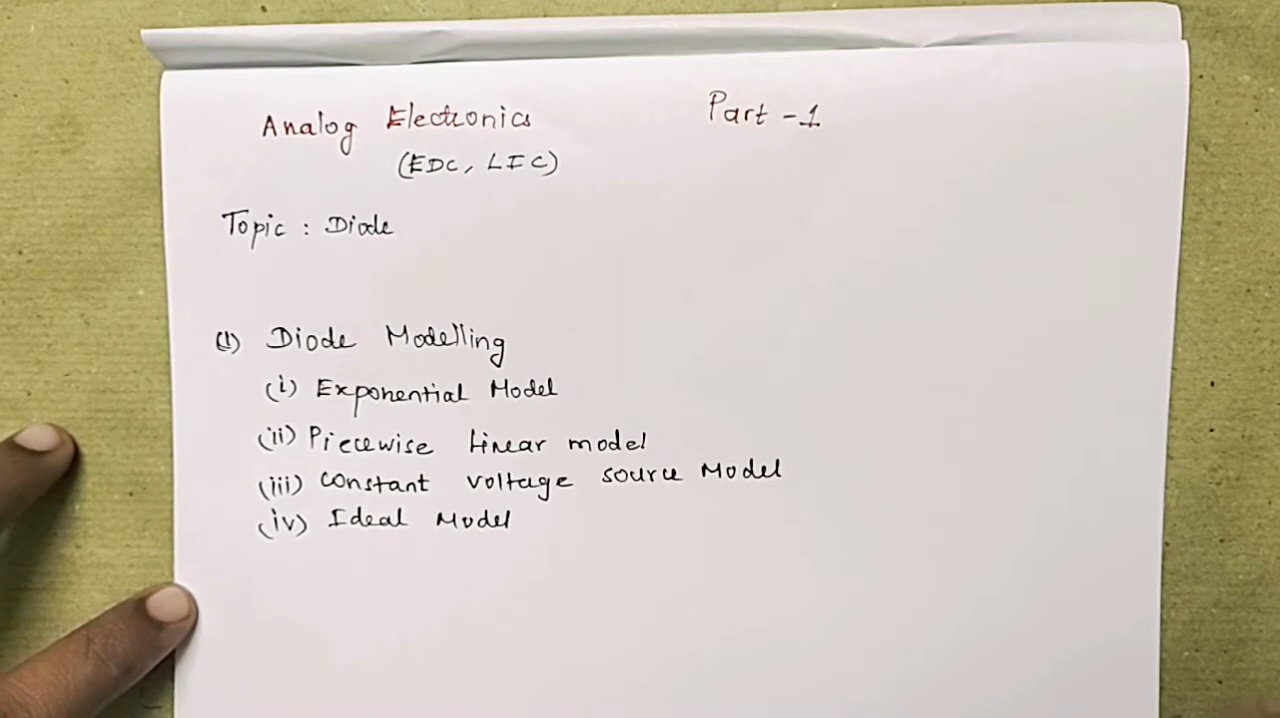 Analog Electronics Part - 1
(EDC, LIC)
Topic : Diode
(1) Diode Modelling
(i) Exponential Model
(ii) Piecewise linear model
(iii) Constant voltage source Model
(iv) Ideal Model